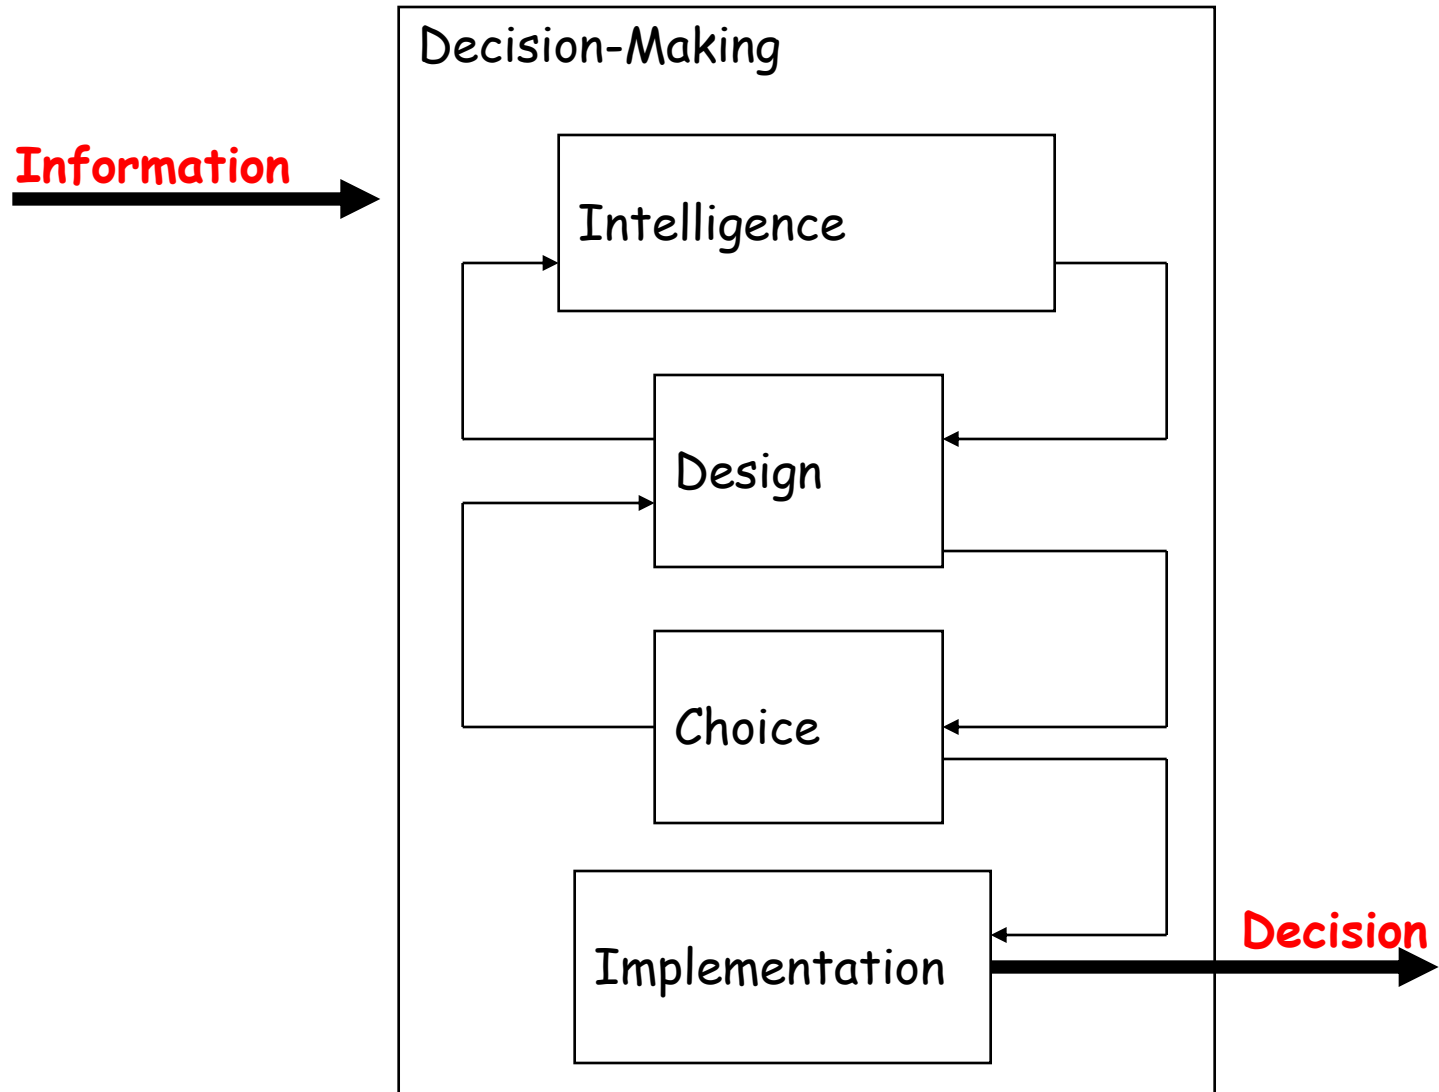 Decision-Making
Information
Intelligence
Design
Choice
Decision
Implementation